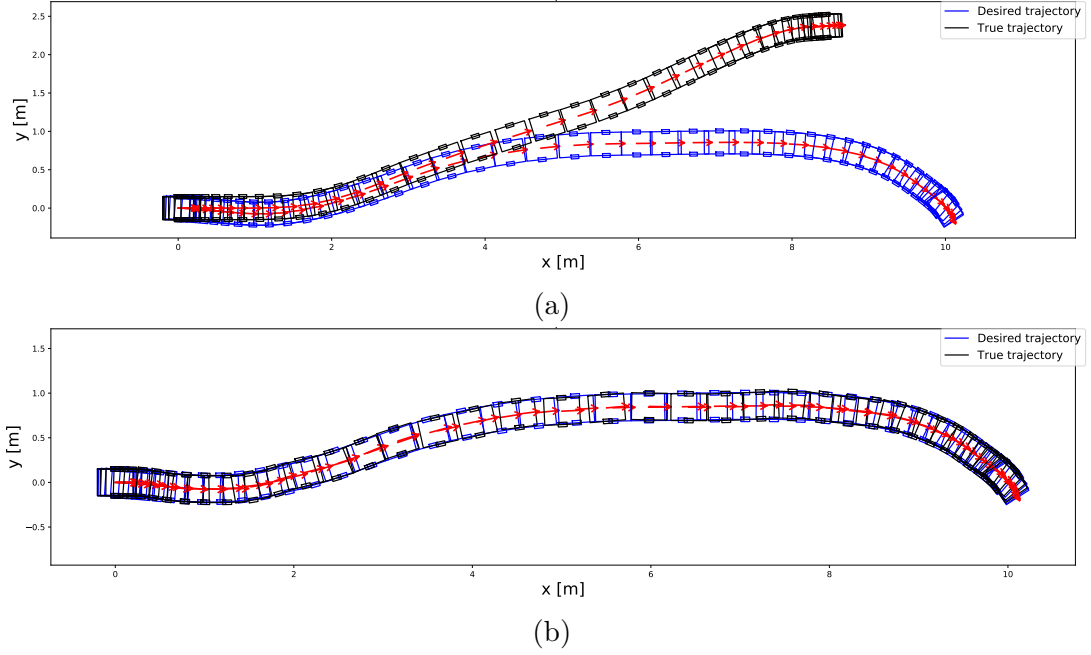 2.5
2.0
1.5
1.0
0.5
0.0
y [m]
0 2 4 6 8 10
x [m]
Desired trajectory
True trajectory
(a)
1.5
1.0
0.5
0.0
−0.5
y [m]
0 2 4 6 8 10
x [m]
Desired trajectory
True trajectory
(b)